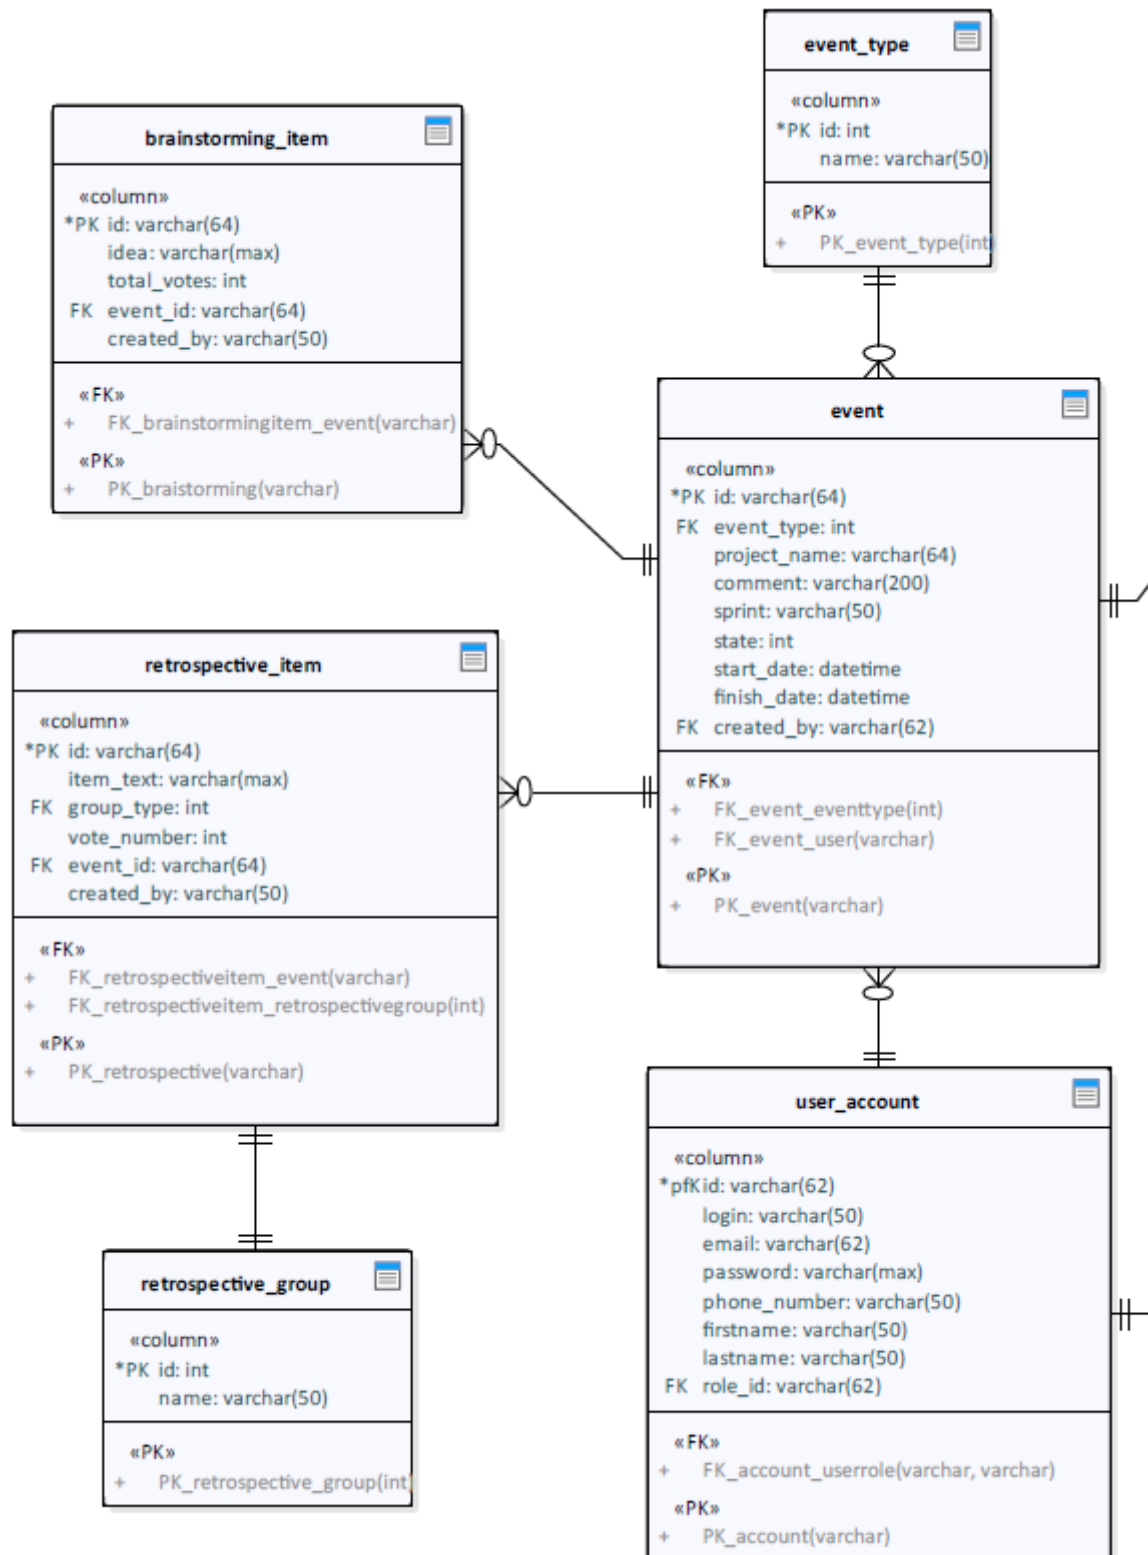 event_type
«column»
*PK id: int
name: varchar(50)
«PK»
+ PK_event_type(int)
brainstorming_item
«column»
*PK id: varchar(64)
idea: varchar(max)
total_votes: int
FK event_id: varchar(64)
created_by: varchar(50)
«FK»
+ FK_brainstormingitem_event(varchar)
«PK»
+ PK_braistorming(varchar)
event
«column»
*PK id: varchar(64)
FK event_type: int
project_name: varchar(64)
comment: varchar(200)
sprint: varchar(50)
state: int
start_date: datetime
finish_date: datetime
FK created_by: varchar(62)
«FK»
+ FK_event_eventtype(int)
+ FK_event_user(varchar)
«PK»
+ PK_event(varchar)
retrospective_item
«column»
*PK id: varchar(64)
item_text: varchar(max)
FK group_type: int
vote_number: int
FK event_id: varchar(64)
created_by: varchar(50)
«FK»
+ FK_retrospectiveitem_event(varchar)
+ FK_retrospectiveitem_retrospectivegroup(int)
«PK»
+ PK_retrospective(varchar)
user_account
«column»
*pfK id: varchar(62)
login: varchar(50)
email: varchar(62)
password: varchar(max)
phone_number: varchar(50)
firstname: varchar(50)
lastname: varchar(50)
FK role_id: varchar(62)
«FK»
+ FK_account_userrole(varchar, varchar)
«PK»
+ PK_account(varchar)
retrospective_group
«column»
*PK id: int
name: varchar(50)
«PK»
+ PK_retrospective_group(int)